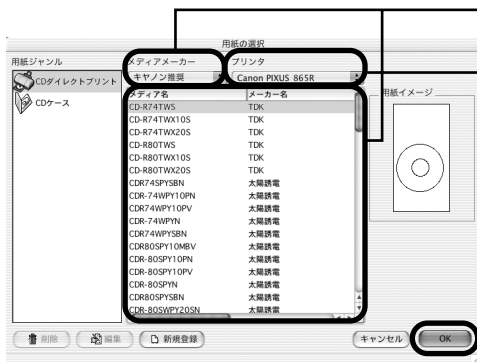 用紙の選択
用紙ジャンル
CDダイレクトプリント
CDケース
メディアメーカー
キヤノン推奨
プリンタ
Canon PIXUS 865R
メディア名 メーカー名
CD-R74TWS TDK
CD-R74TWX10S TDK
CD-R74TWX20S TDK
CD-R80TWS TDK
CD-R80TWX10S TDK
CD-R80TWX20S TDK
CDR74SPYSBN 太陽誘電
CDR-74WPY10PN 太陽誘電
CDR74WPY10PV 太陽誘電
CDR-74WPYN 太陽誘電
CDR74WPYSBN 太陽誘電
CDR80SPY10MBV 太陽誘電
CDR-80SPY10PN 太陽誘電
CDR-80SPY10PV 太陽誘電
CDR-80SPYN 太陽誘電
CDR80SPYSBN 太陽誘電
CDR-80SWPY20SN 太陽誘電
用紙イメージ
削除 編集 新規登録 キャンセル OK